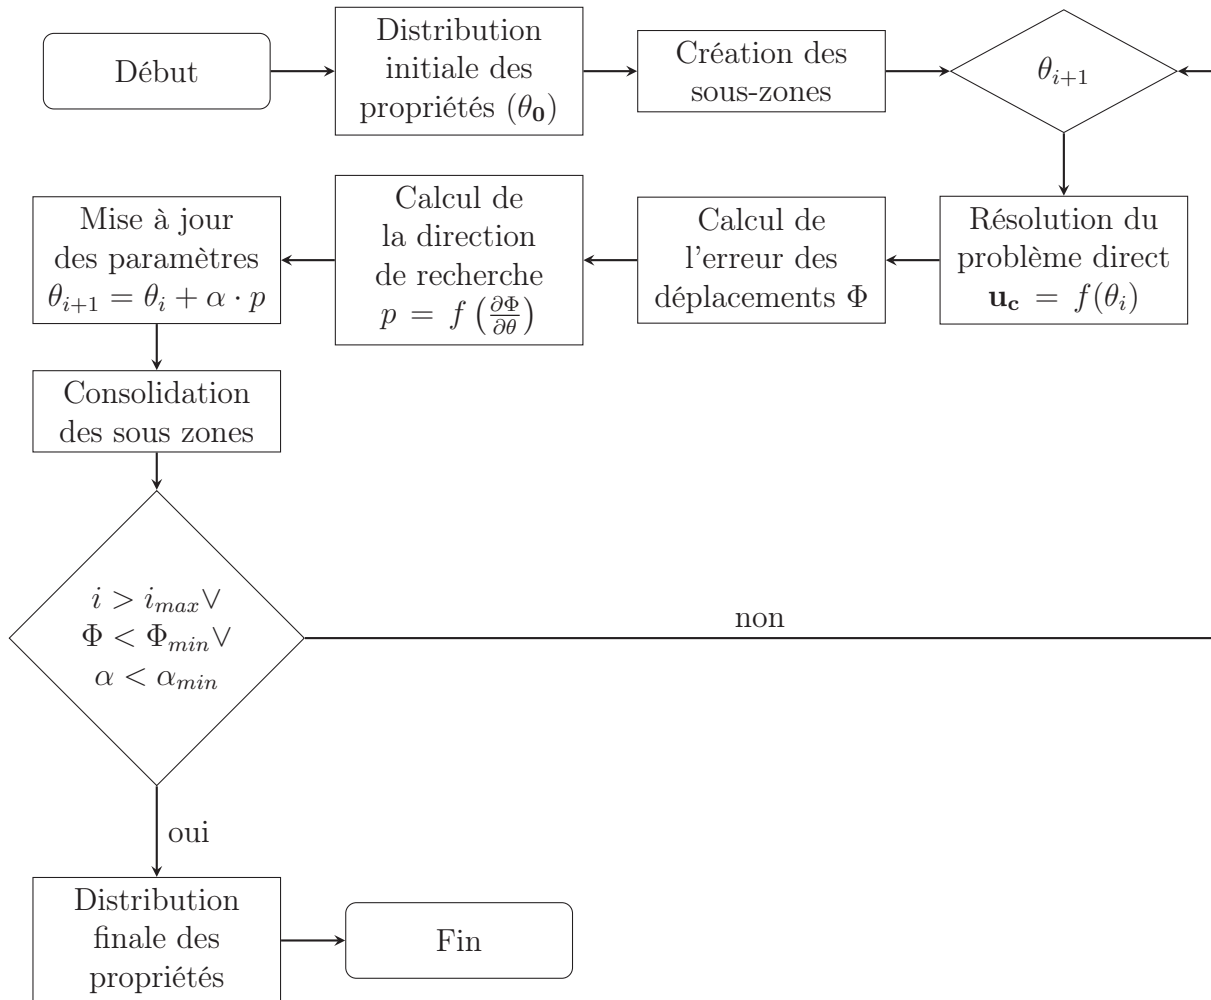 Début
Distribution
initiale des
propriétés (θ₀)
Création des
sous-zones
θᵢ₊₁
Résolution du
problème direct
u_c = f(θᵢ)
Calcul de
l'erreur des
déplacements Φ
Calcul de
la direction
de recherche
p = f (∂Φ/∂θ)
Mise à jour
des paramètres
θᵢ₊₁ = θᵢ + α · p
Consolidation
des sous zones
i > i_max ∨
Φ < Φ_min ∨
α < α_min
non
oui
Distribution
finale des
propriétés
Fin